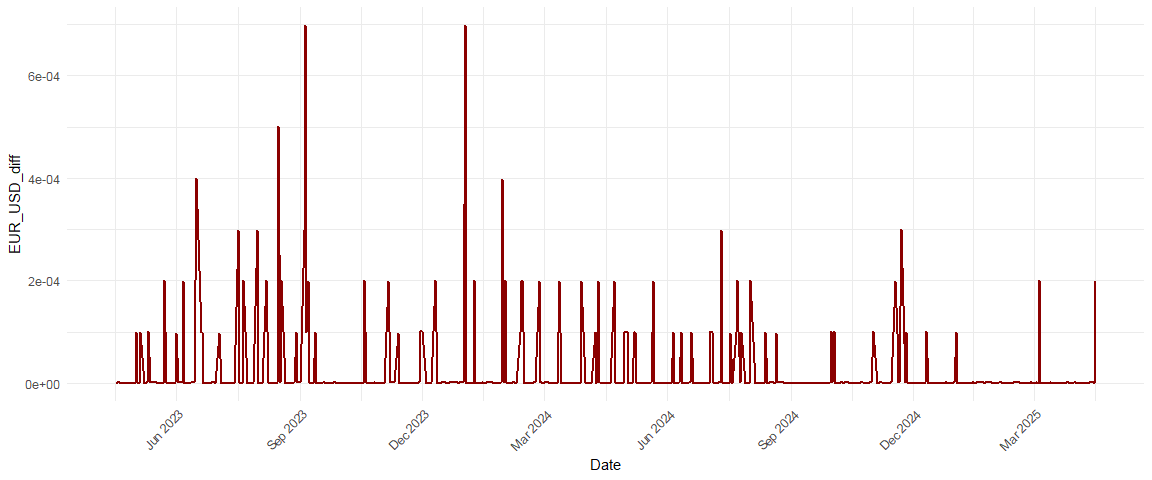 EUR_USD_diff
6e-04
4e-04
2e-04
0e+00
Jun 2023
Sep 2023
Dec 2023
Mar 2024
Jun 2024
Sep 2024
Dec 2024
Mar 2025
Date